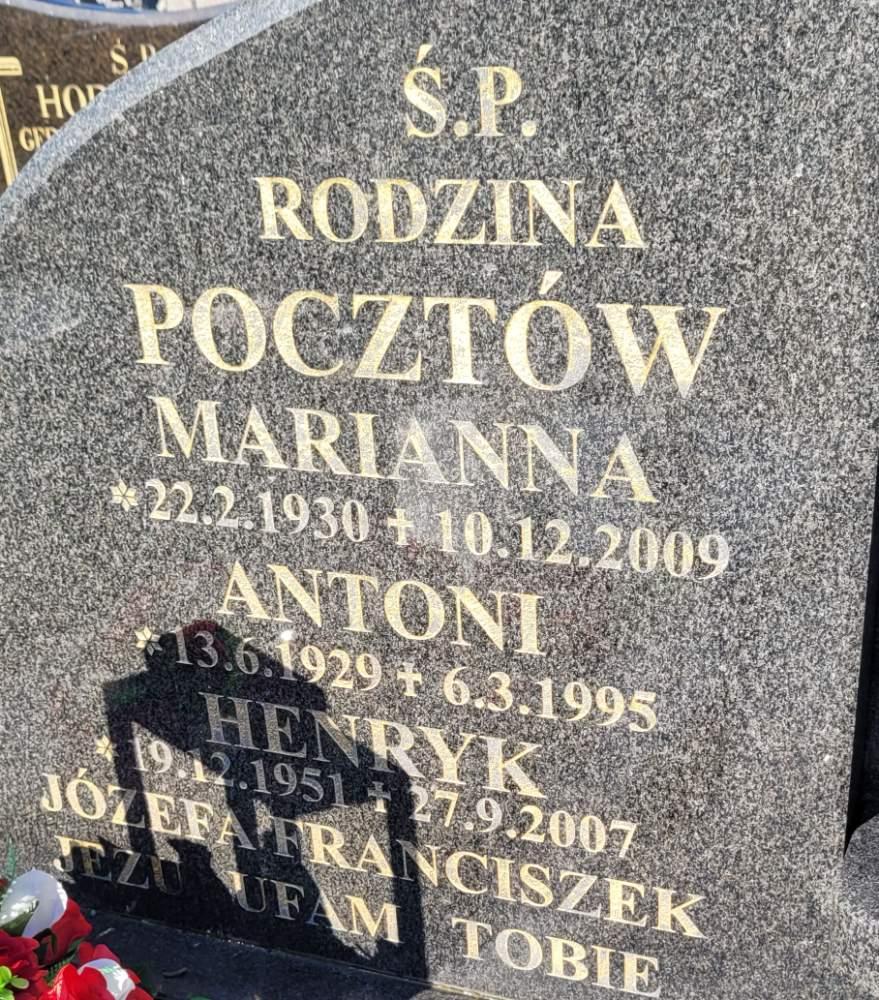 Ś.P.
RODZINA
POCZTÓW
MARIANNA
*22.2.1930 † 10.12.2009
ANTONI
*13.6.1929 † 6.3.1995
HENRYK
*19.12.1951 † 27.9.2007
JÓZEFA FRANCISZEK
JEZU UFAM TOBIE